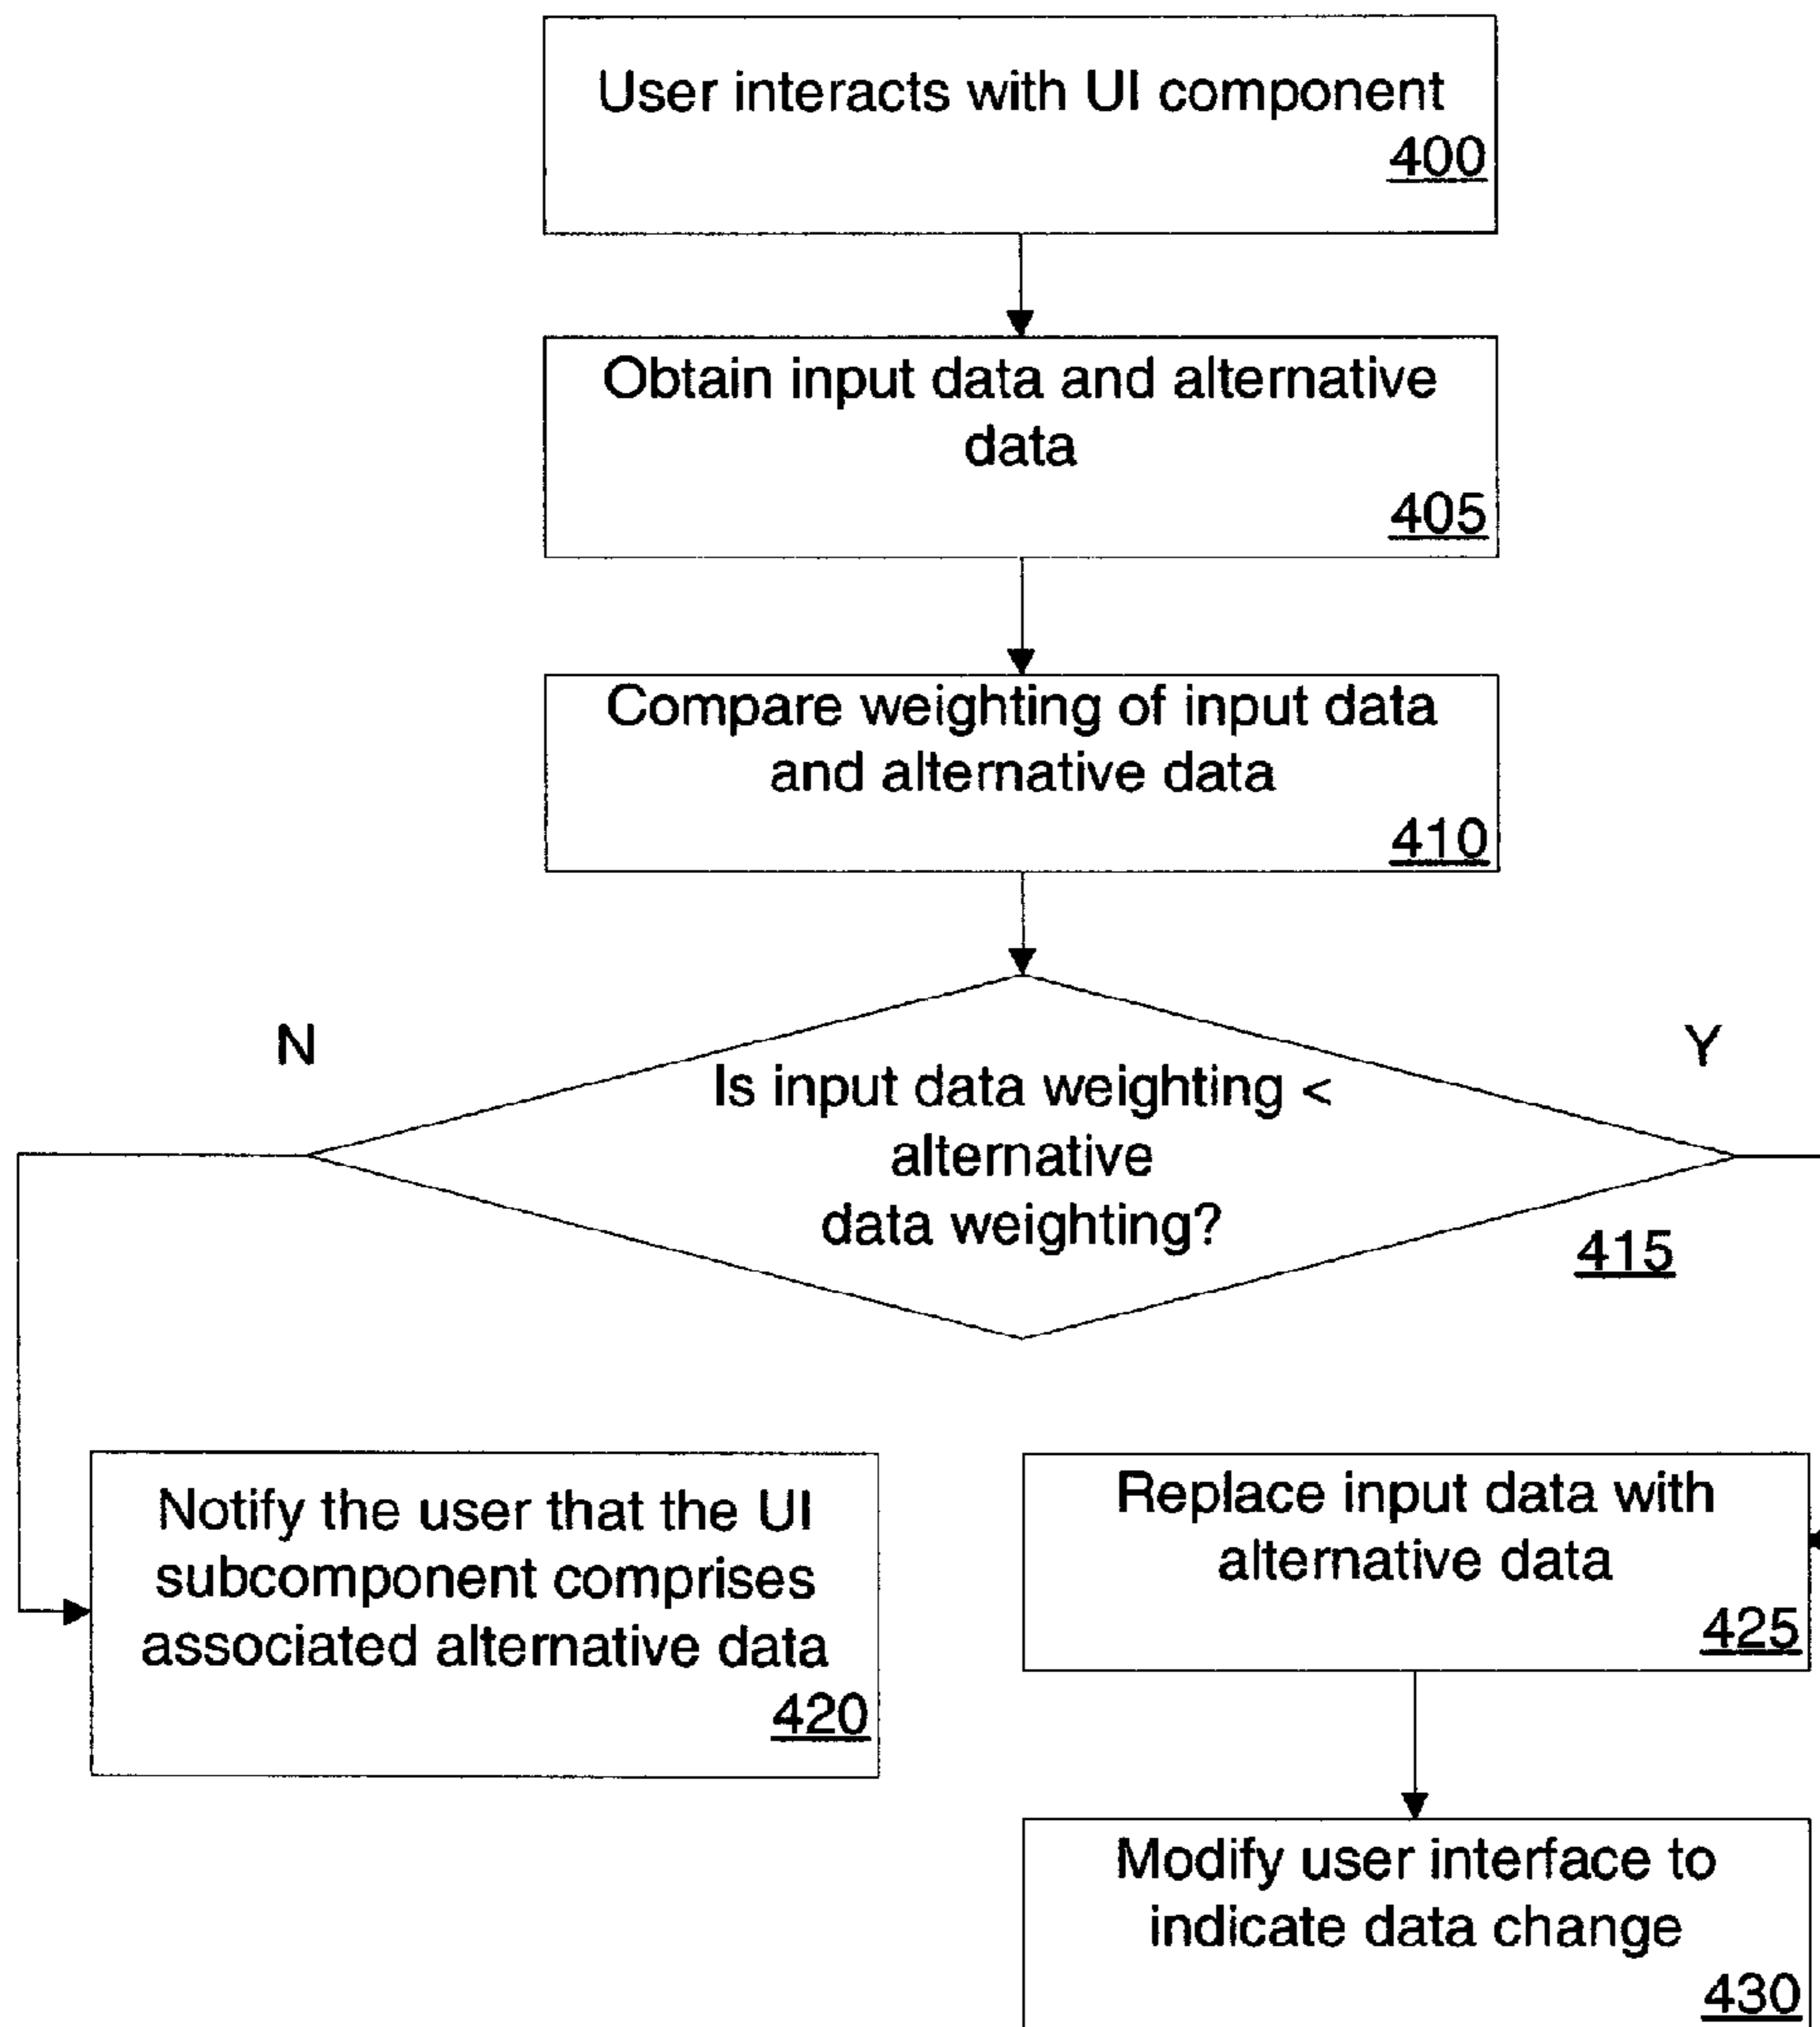 User interacts with UI component
400
Obtain input data and alternative
data
405
Compare weighting of input data
and alternative data
410
N
Y
Is input data weighting <
alternative
data weighting?
415
Notify the user that the UI
subcomponent comprises
associated alternative data
420
Replace input data with
alternative data
425
Modify user interface to
indicate data change
430